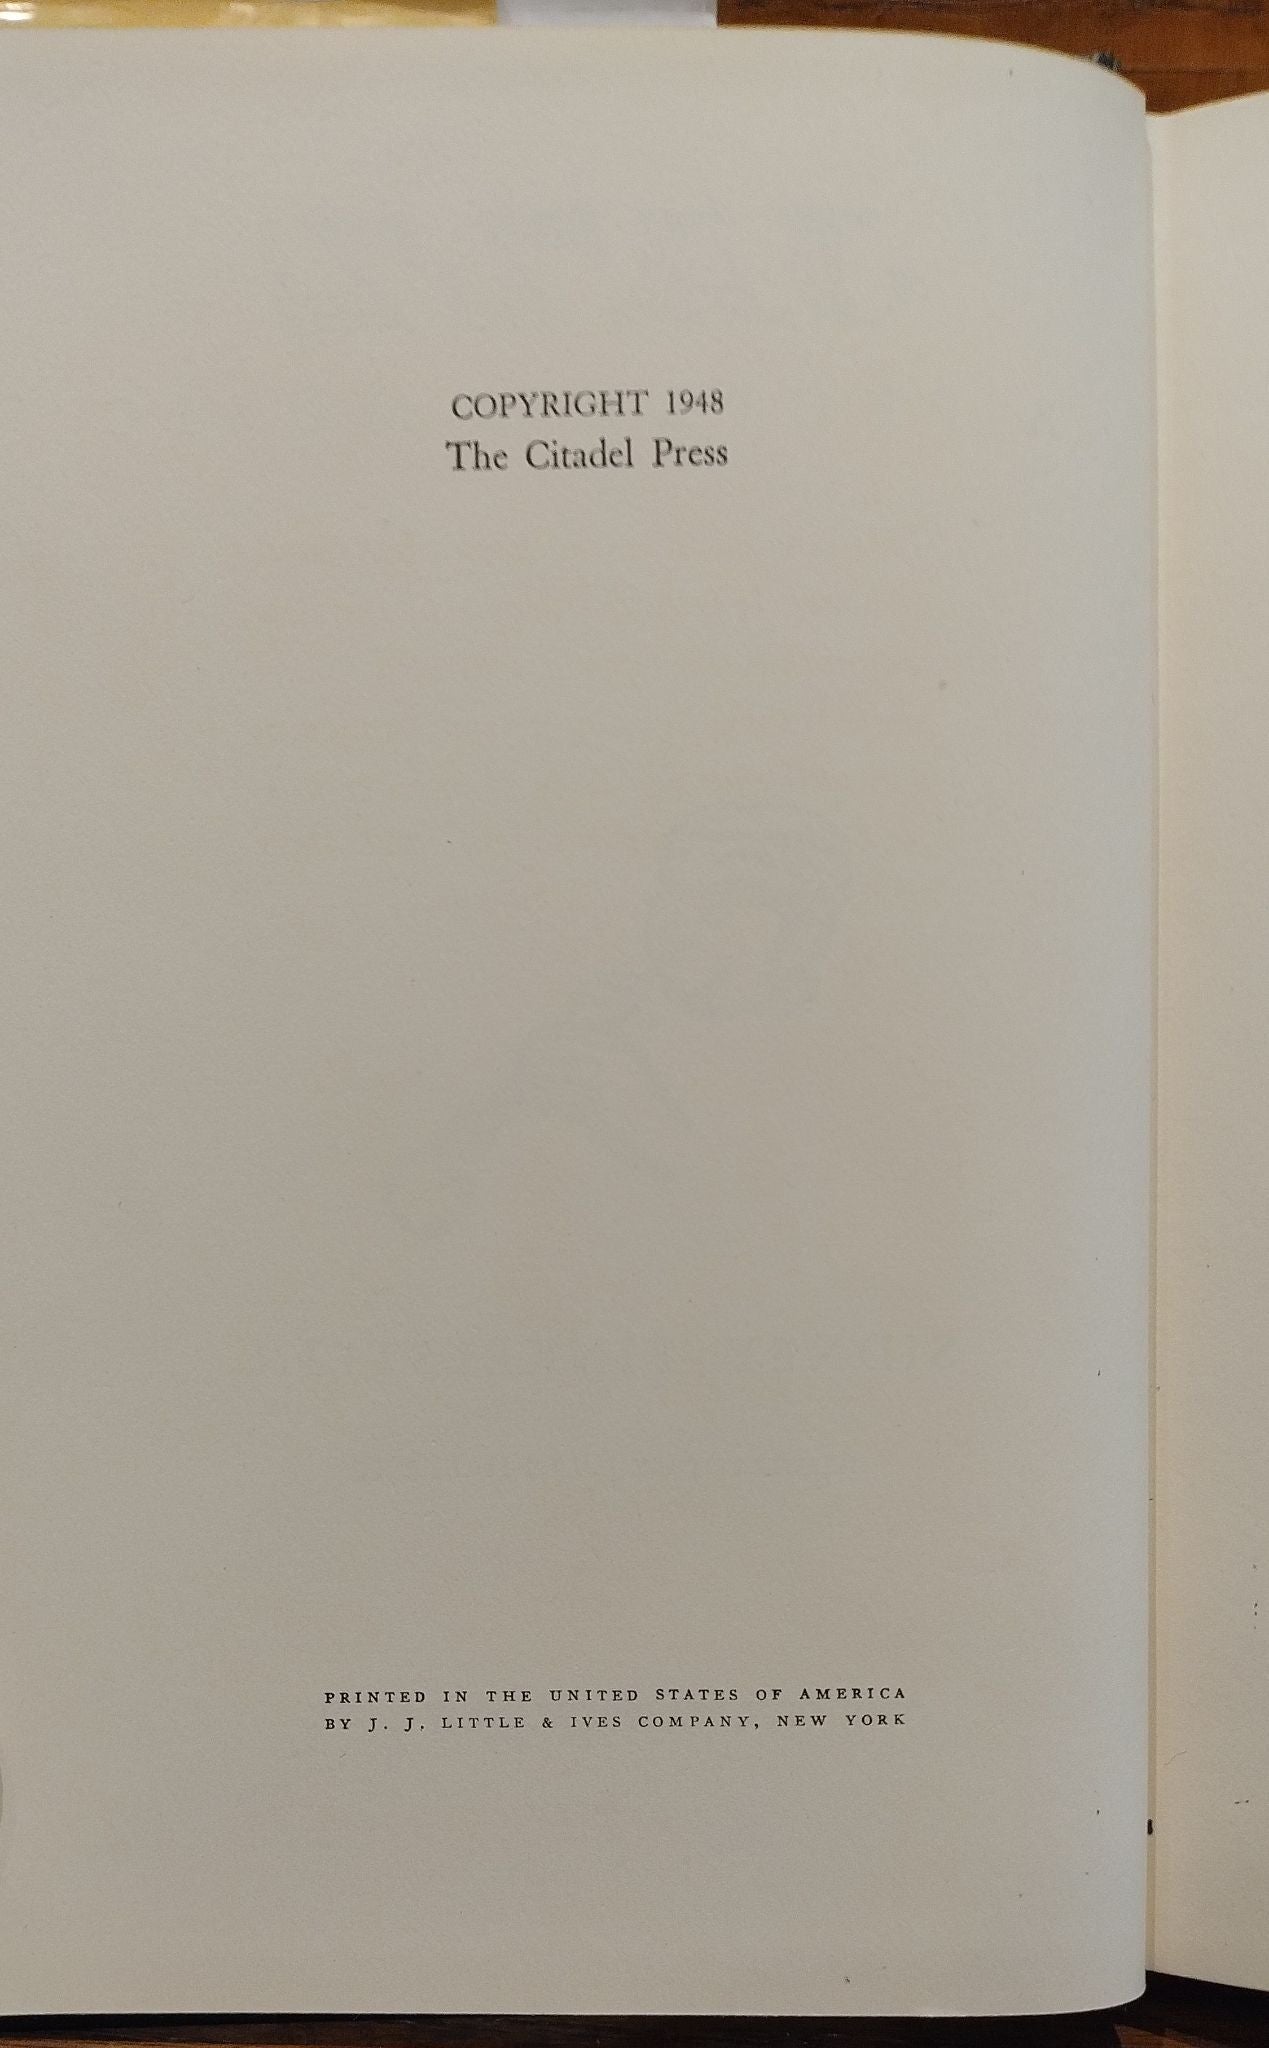 COPYRIGHT 1948
The Citadel Press
PRINTED IN THE UNITED STATES OF AMERICA
BY J. J. LITTLE & IVES COMPANY, NEW YORK